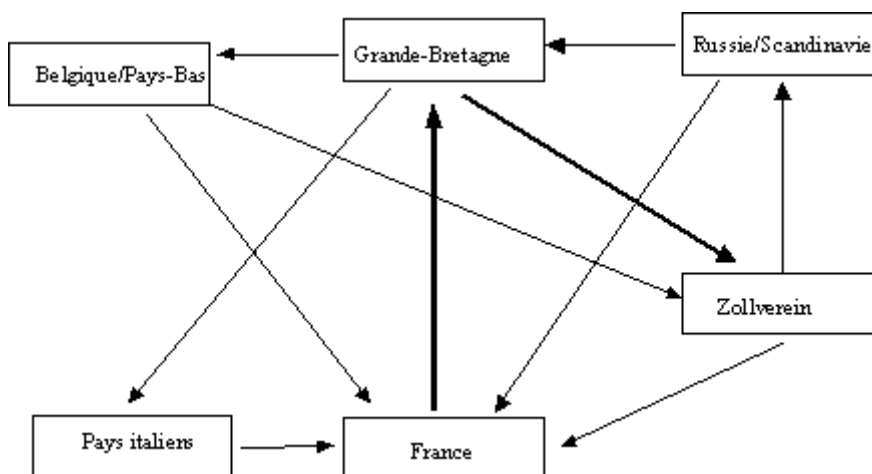 Belgique/Pays-Bas
Grande-Bretagne
Russie/Scandinavie
Zollverein
Pays italiens
France